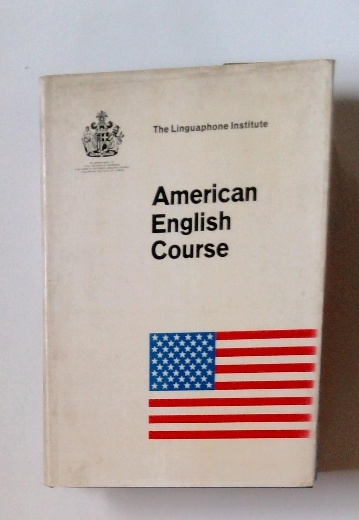 The Linguaphone Institute
American
English
Course